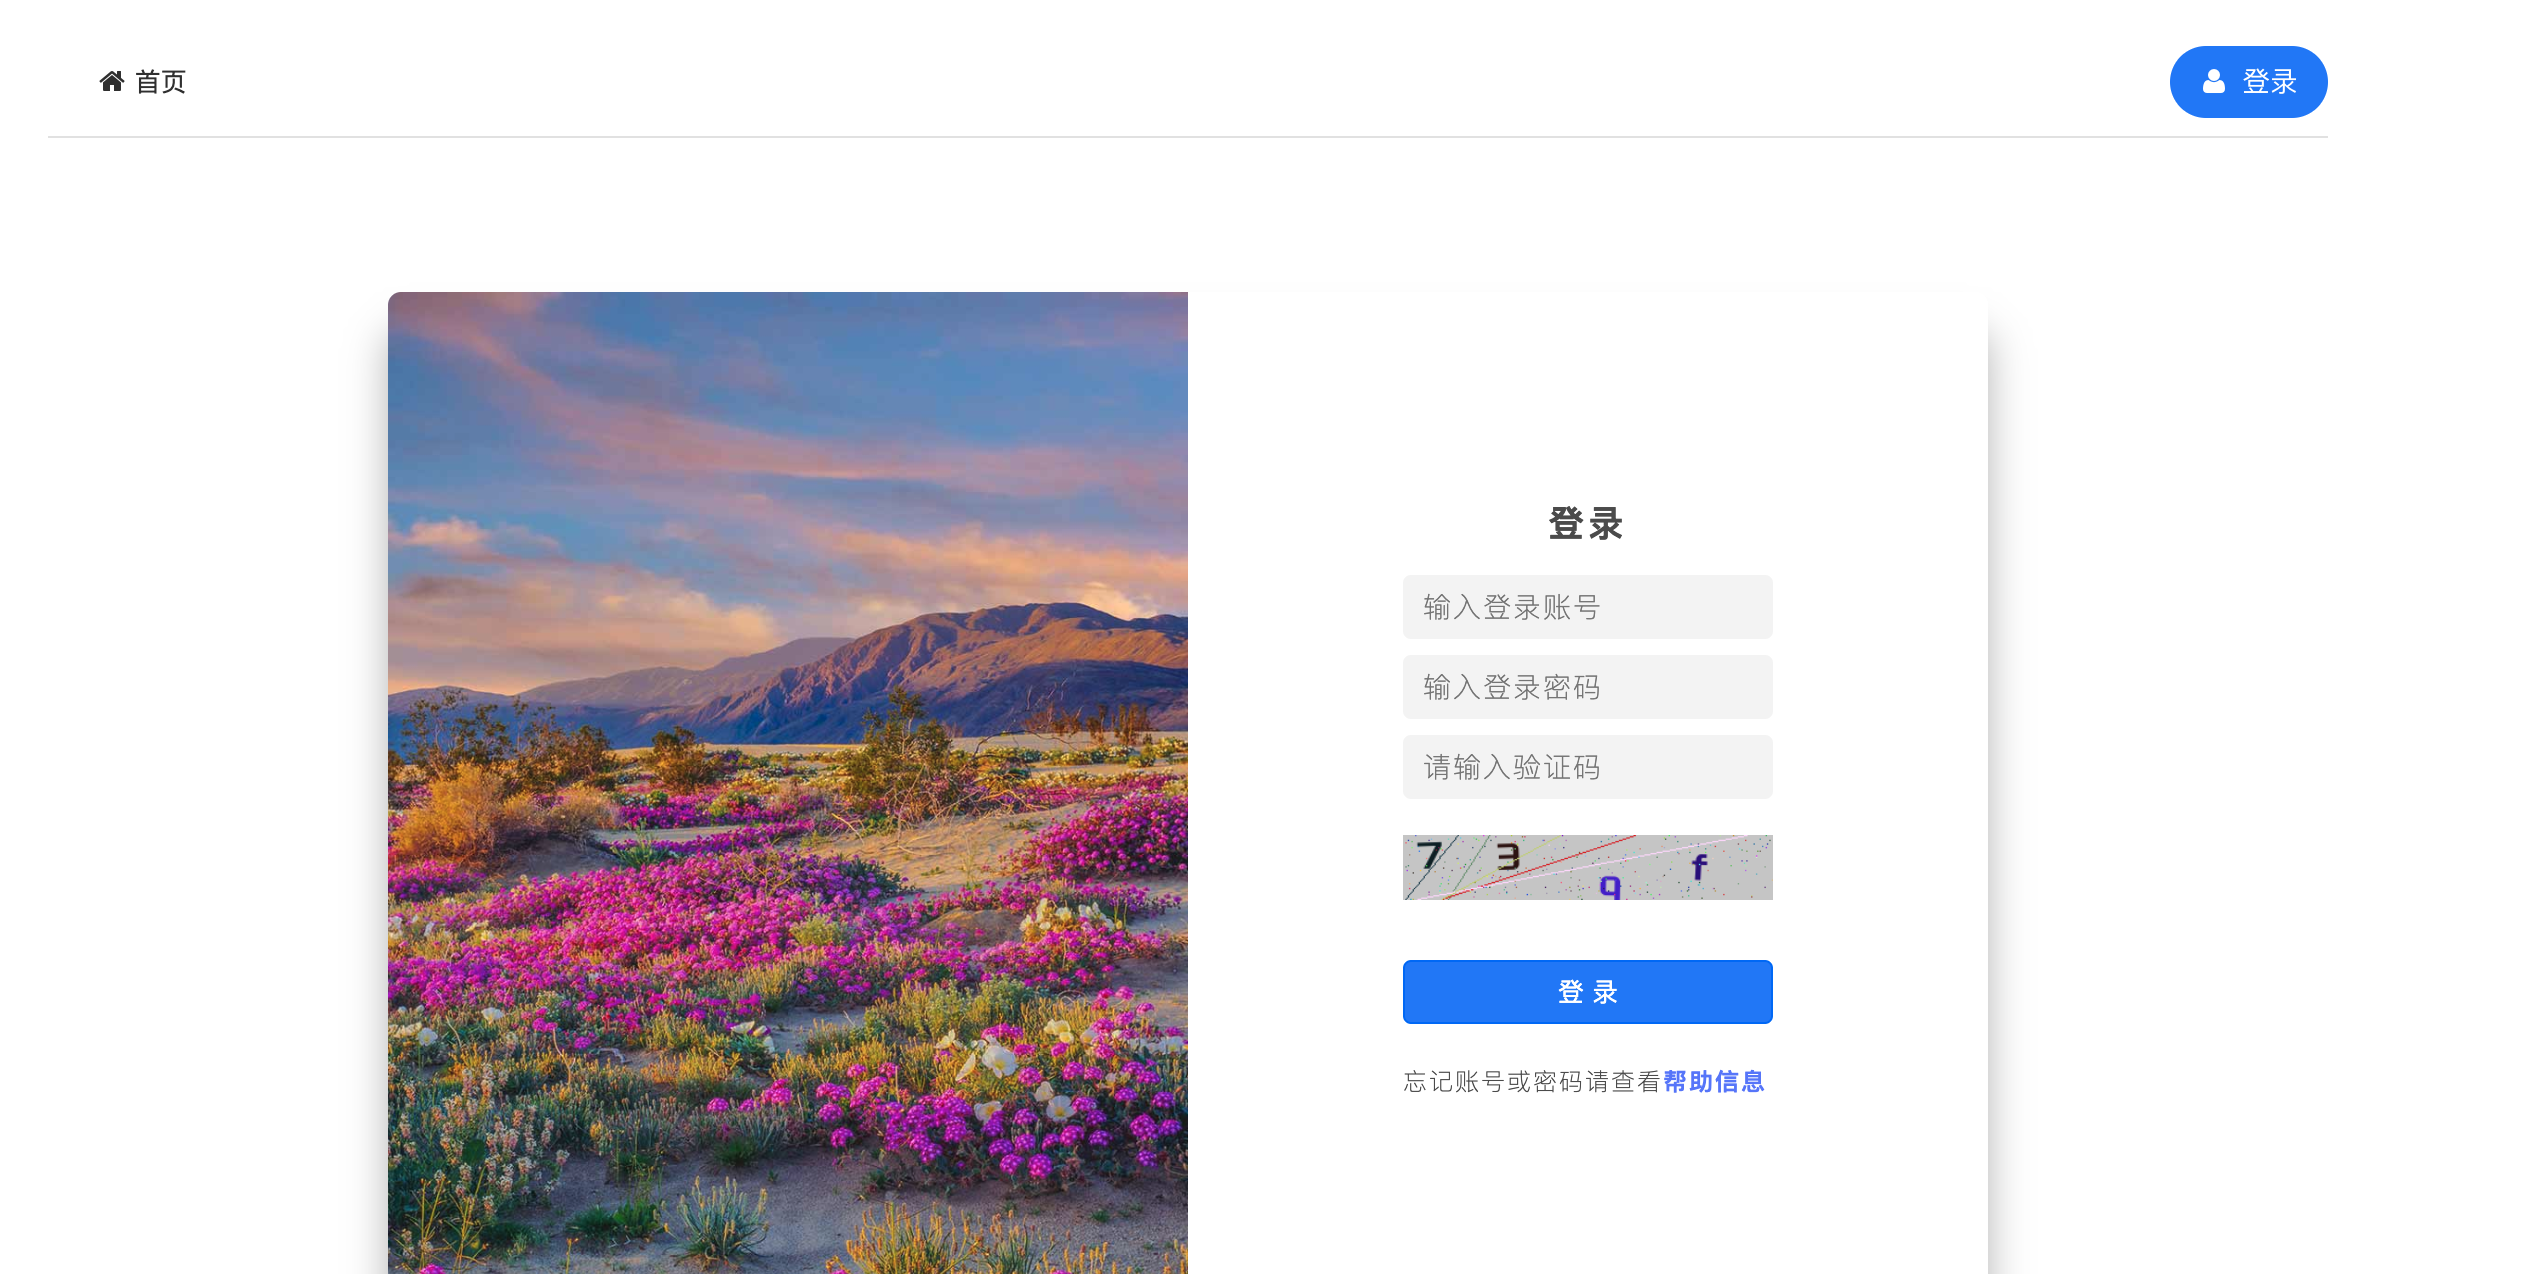 首页
登录
登录
输入登录账号
输入登录密码
请输入验证码
7 3 q f
登 录
忘记账号或密码请查看帮助信息